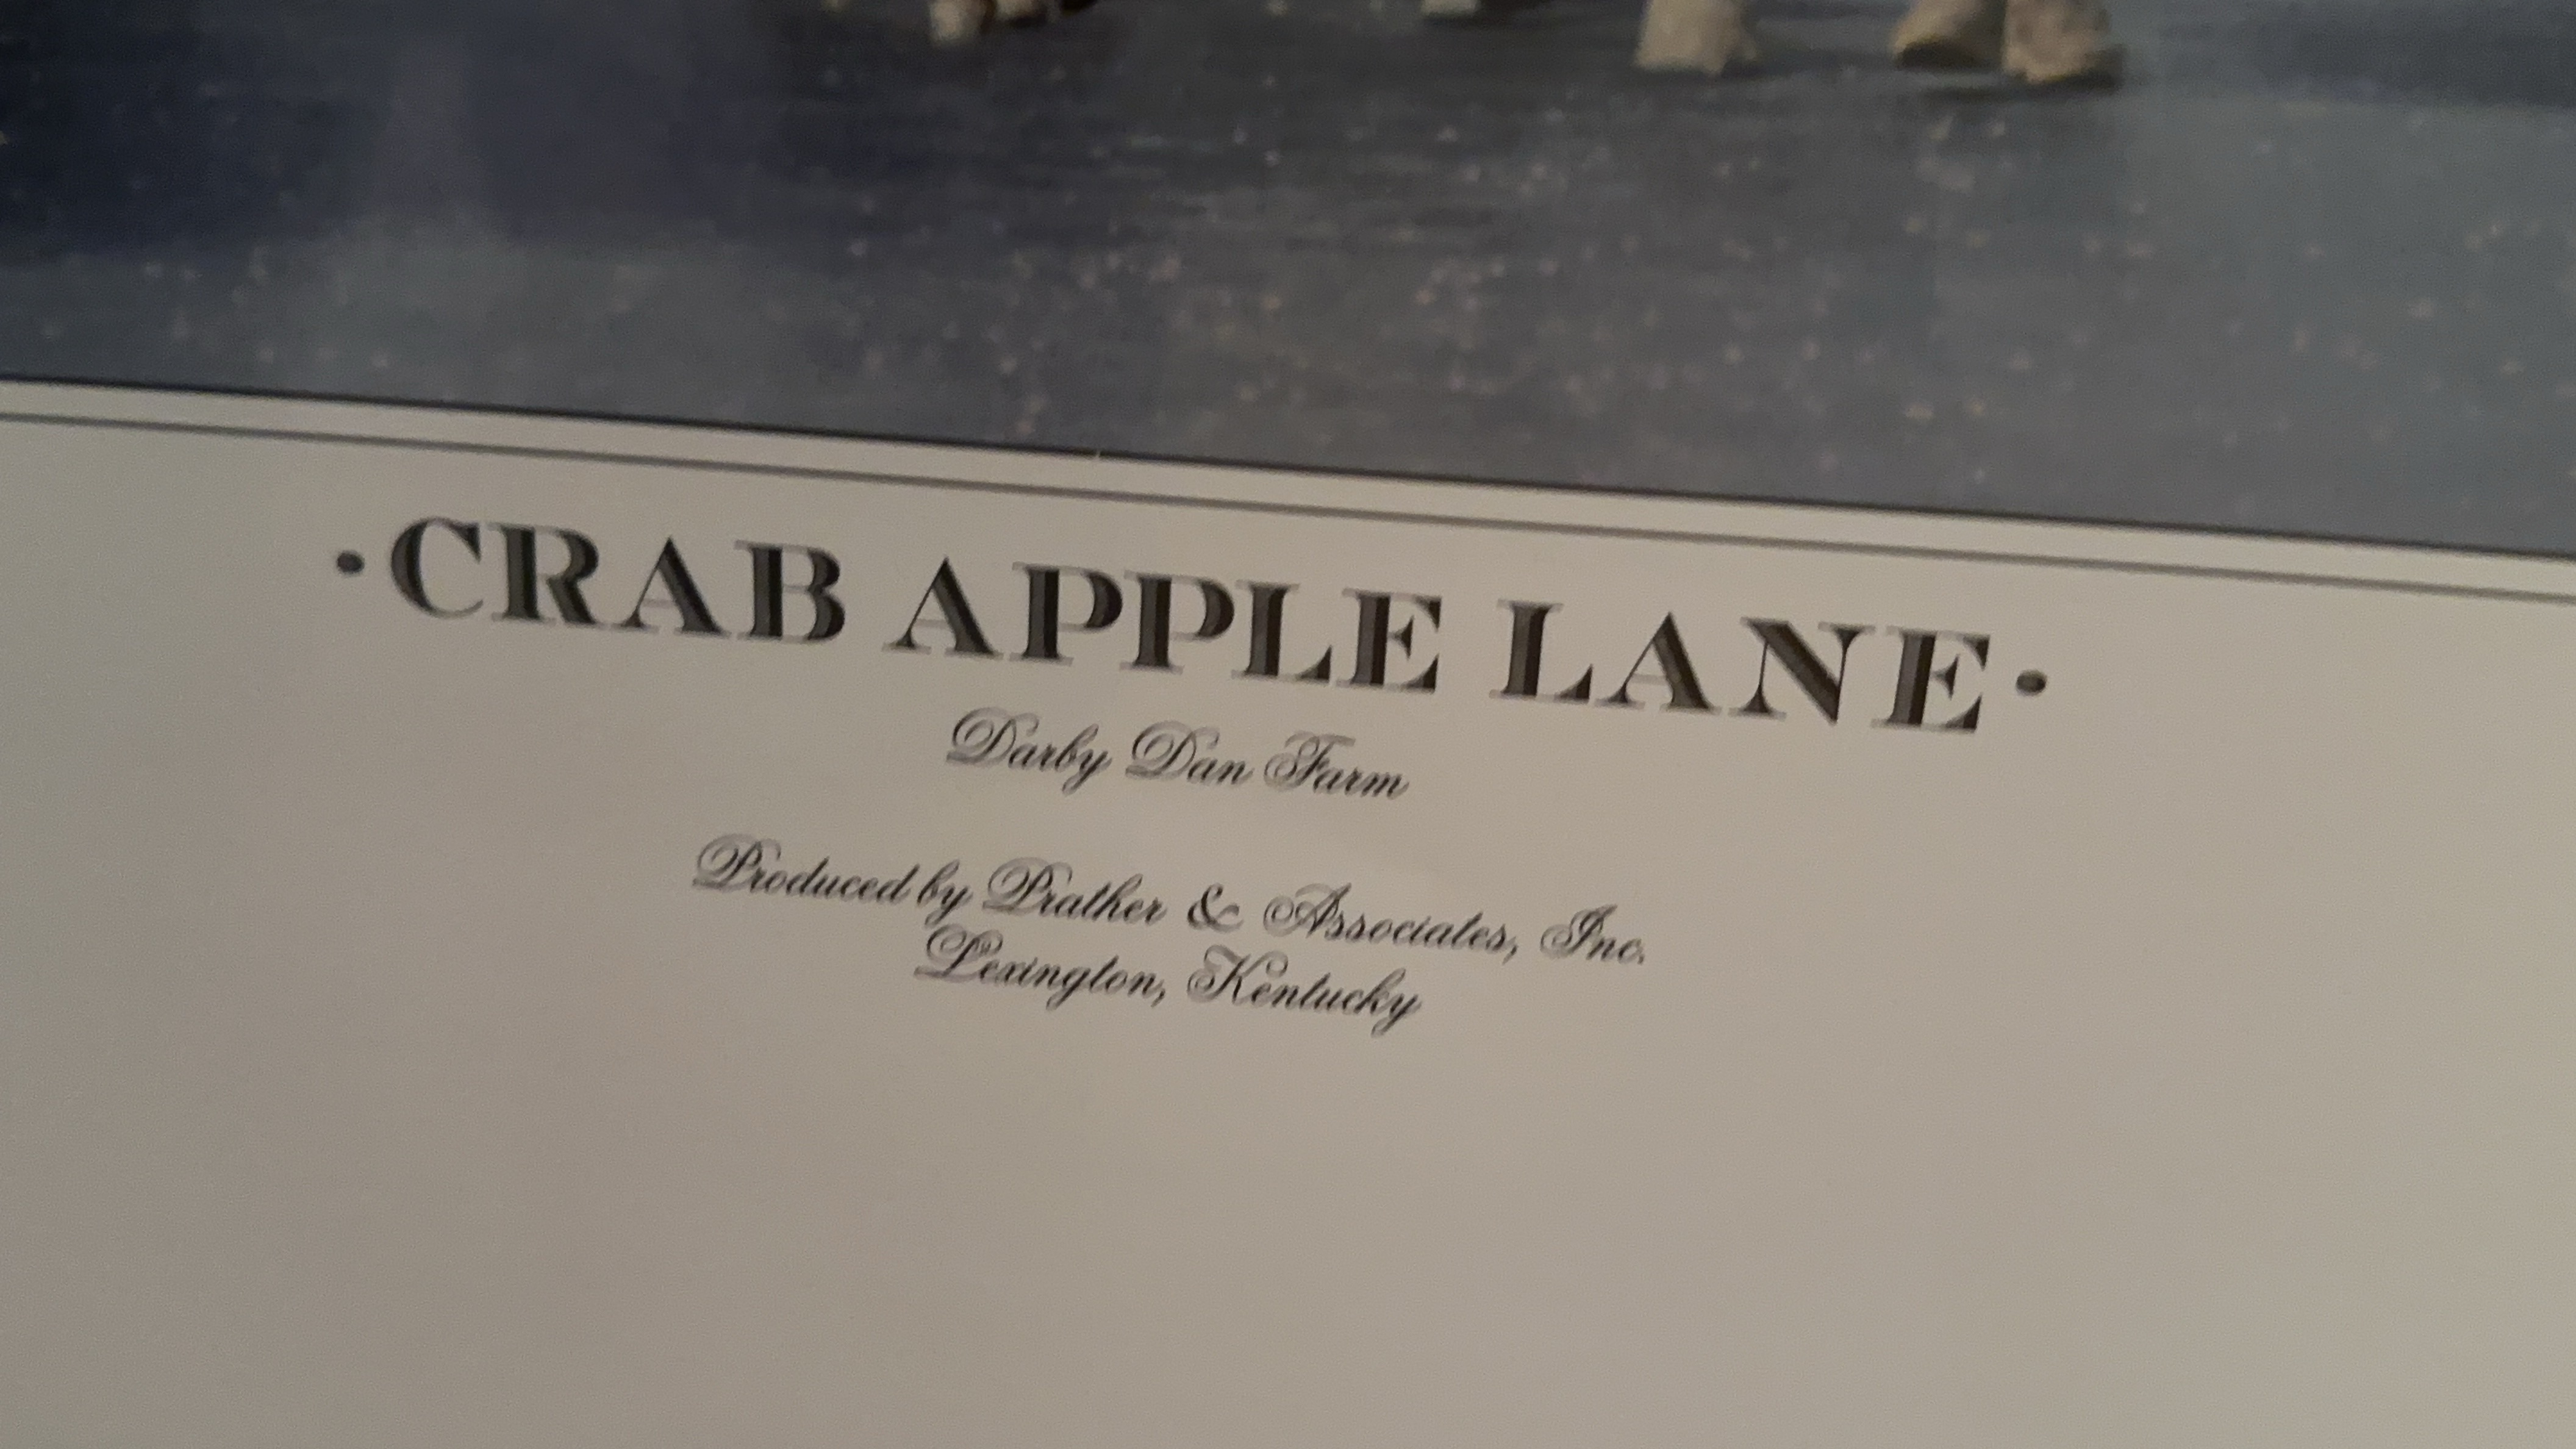 ·CRAB APPLE LANE·
Darby Dan Farm
Produced by Prather & Associates, Inc.
Lexington, Kentucky